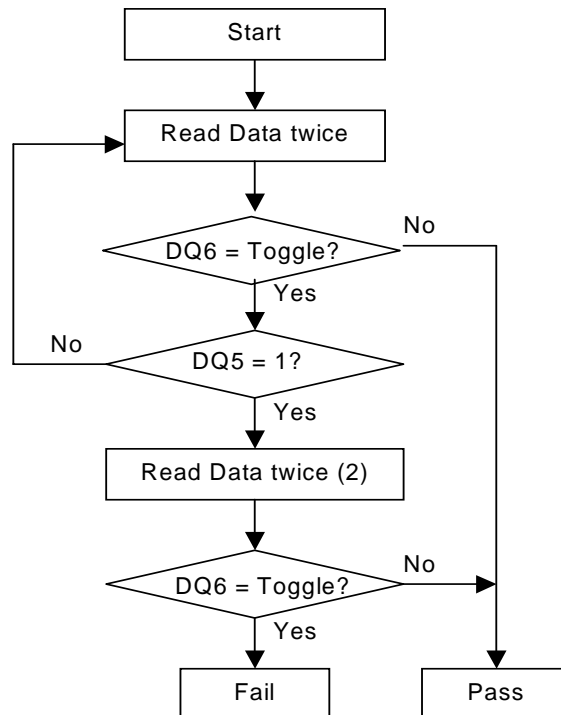 Start
Read Data twice
No
DQ6 = Toggle?
Yes
No
DQ5 = 1?
Yes
Read Data twice (2)
No
DQ6 = Toggle?
Yes
Fail
Pass